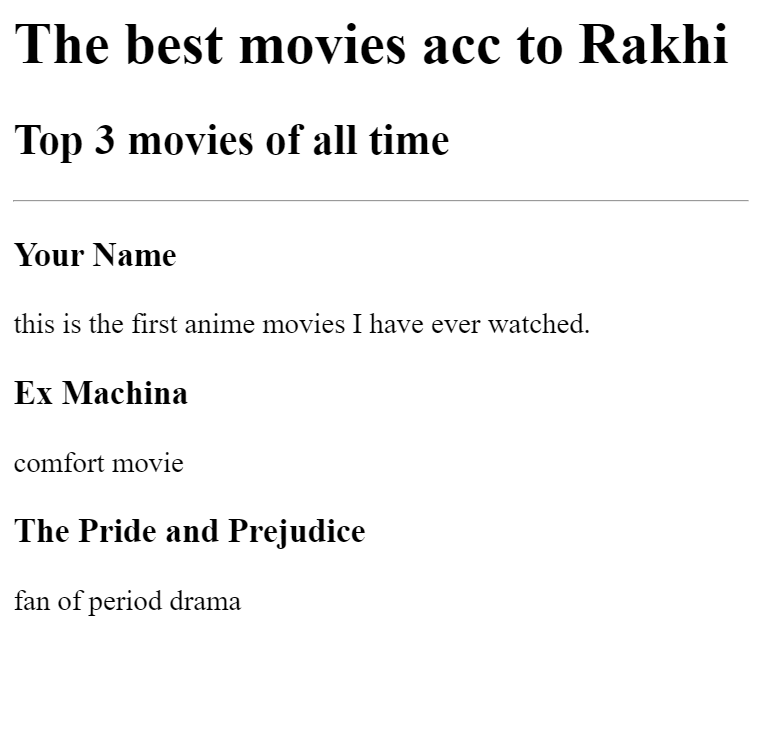 The best movies acc to Rakhi
Top 3 movies of all time
Your Name
this is the first anime movies I have ever watched.
Ex Machina
comfort movie
The Pride and Prejudice
fan of period drama